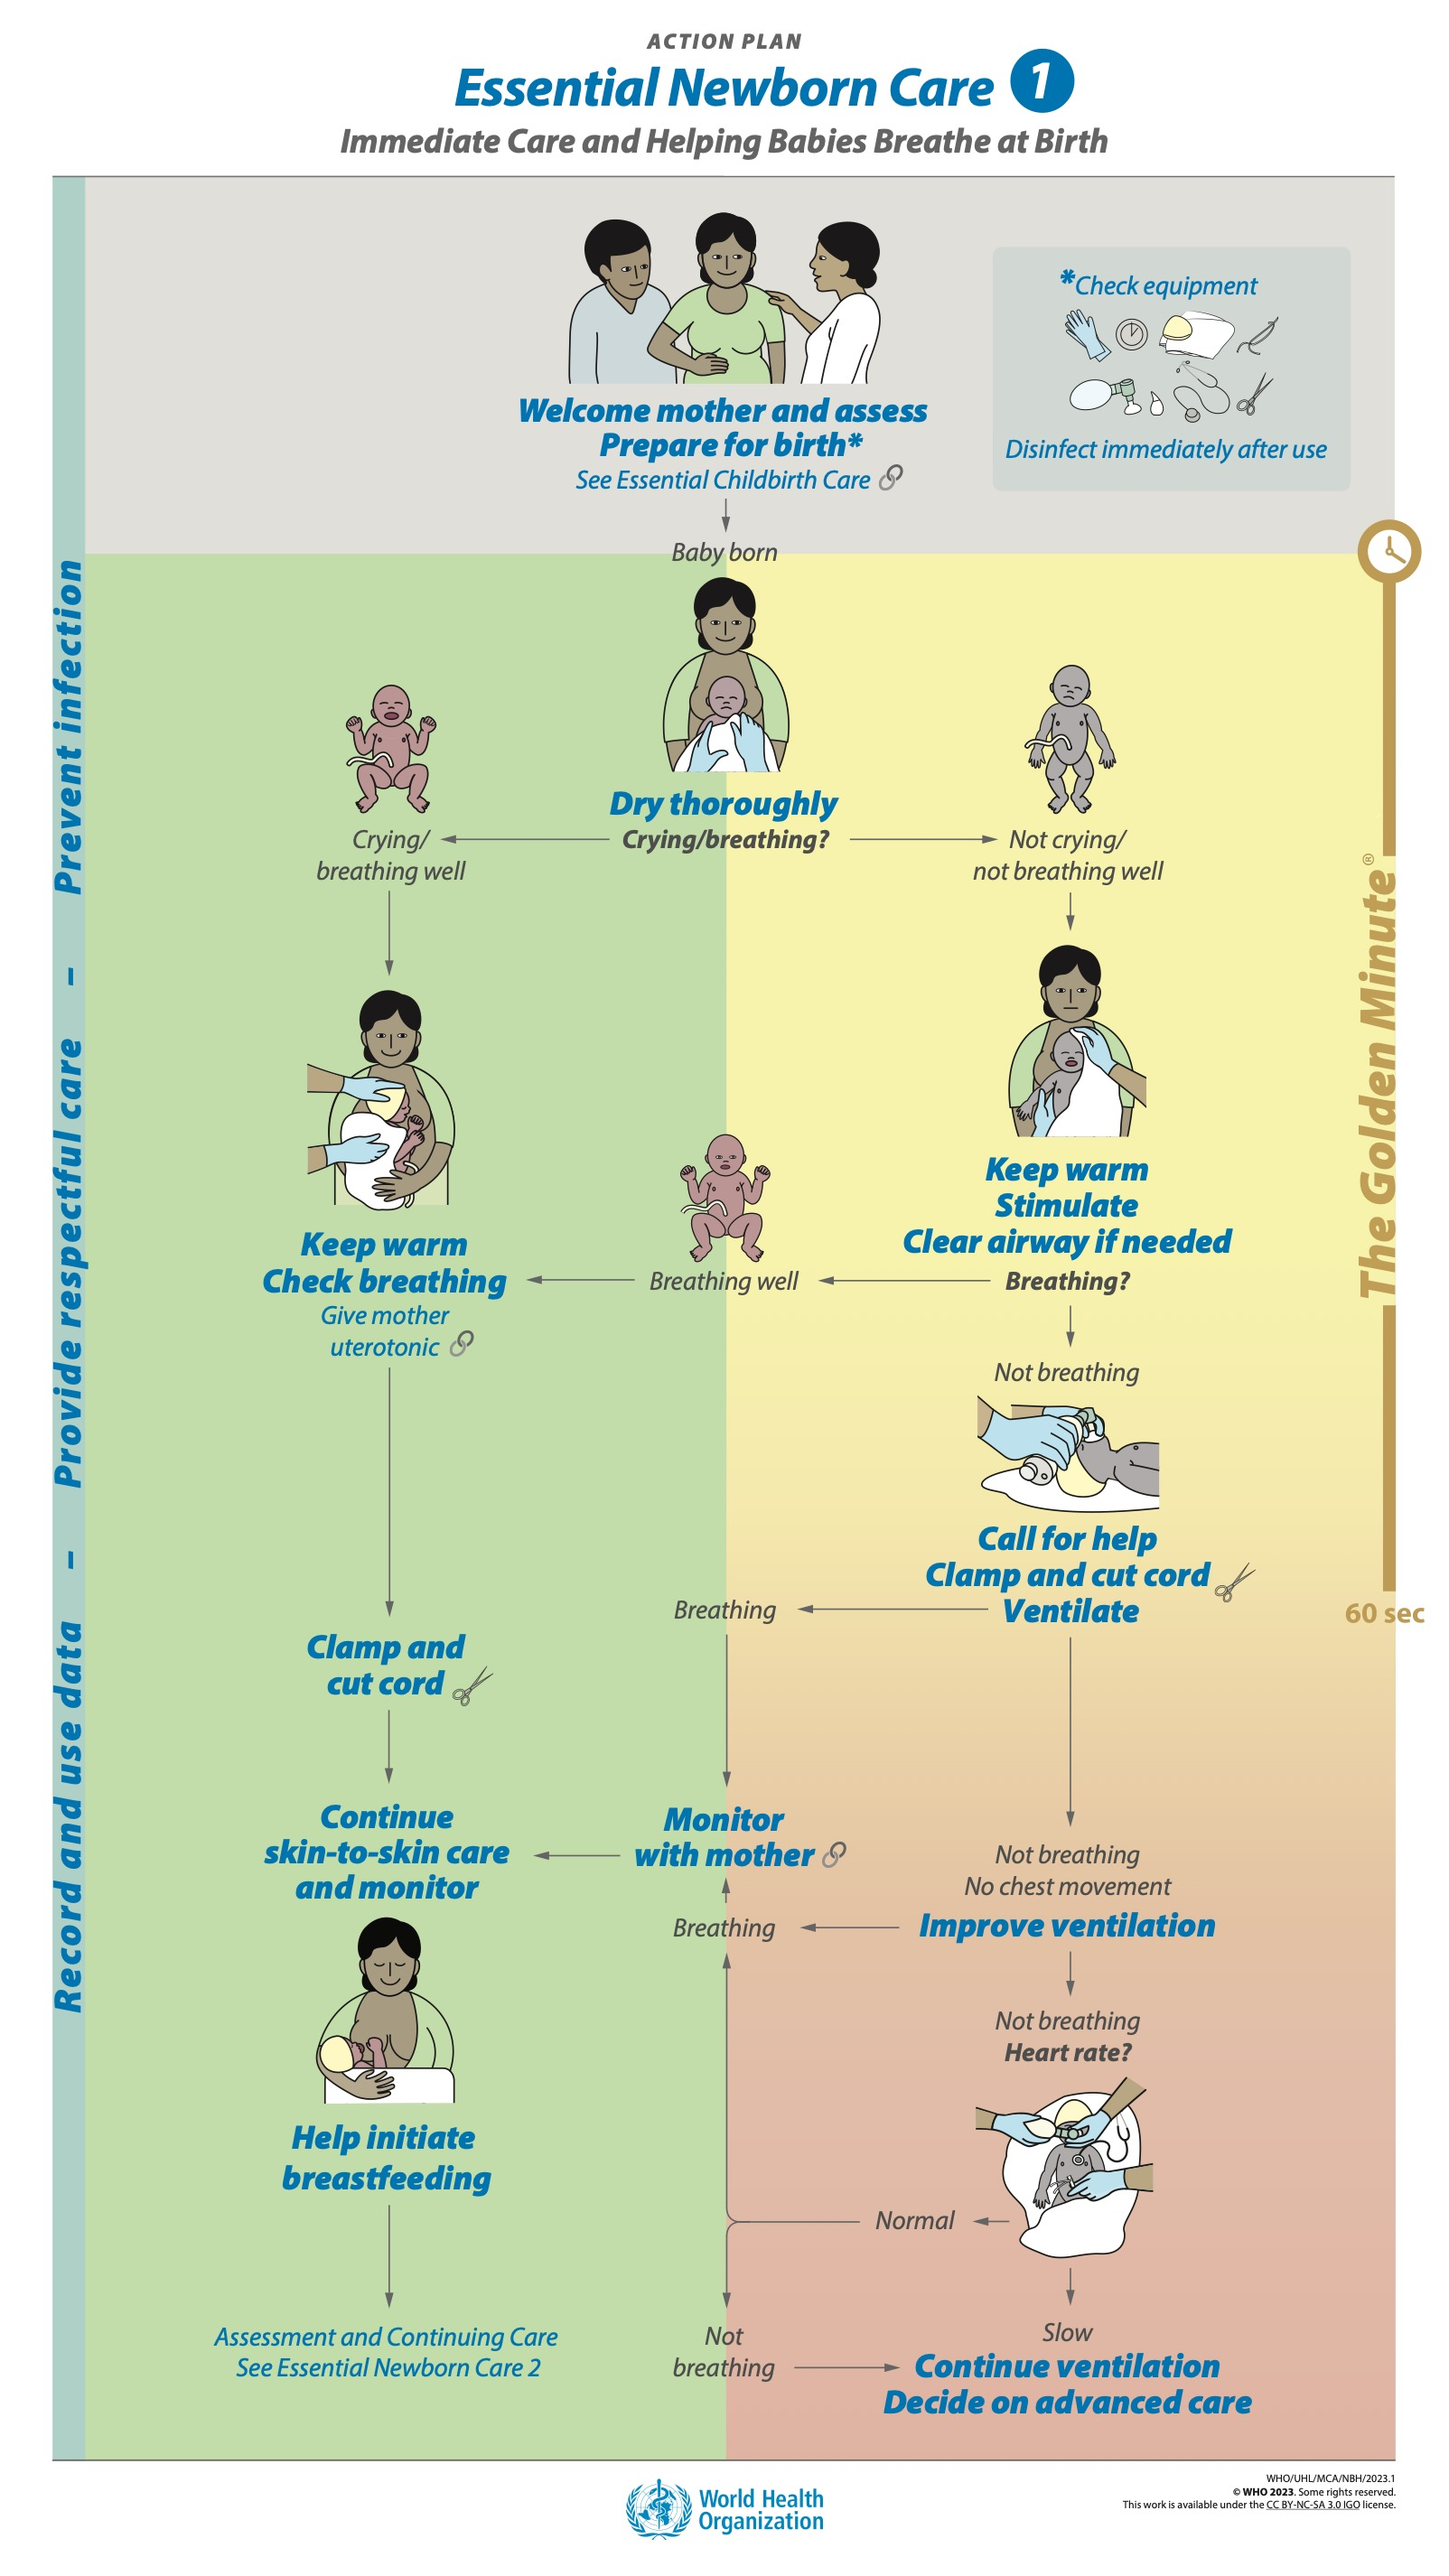 ACTION PLAN
Essential Newborn Care 1
Immediate Care and Helping Babies Breathe at Birth
Prevent infection
–
Provide respectful care
–
Record and use data
Welcome mother and assess
Prepare for birth*
See Essential Childbirth Care
*Check equipment
Disinfect immediately after use
Baby born
Dry thoroughly
Crying/breathing?
Crying/
breathing well
Not crying/
not breathing well
The Golden Minute®
60 sec
Keep warm
Stimulate
Clear airway if needed
Breathing?
Breathing well
Keep warm
Check breathing
Give mother
uterotonic
Not breathing
Call for help
Clamp and cut cord
Ventilate
Breathing
Clamp and
cut cord
Continue
skin-to-skin care
and monitor
Monitor
with mother
Not breathing
No chest movement
Improve ventilation
Breathing
Not breathing
Heart rate?
Help initiate
breastfeeding
Normal
Slow
Continue ventilation
Decide on advanced care
Not
breathing
Assessment and Continuing Care
See Essential Newborn Care 2
World Health
Organization
WHO/UHL/MCA/NBH/2023.1
© WHO 2023. Some rights reserved.
This work is available under the CC BY-NC-SA 3.0 IGO license.